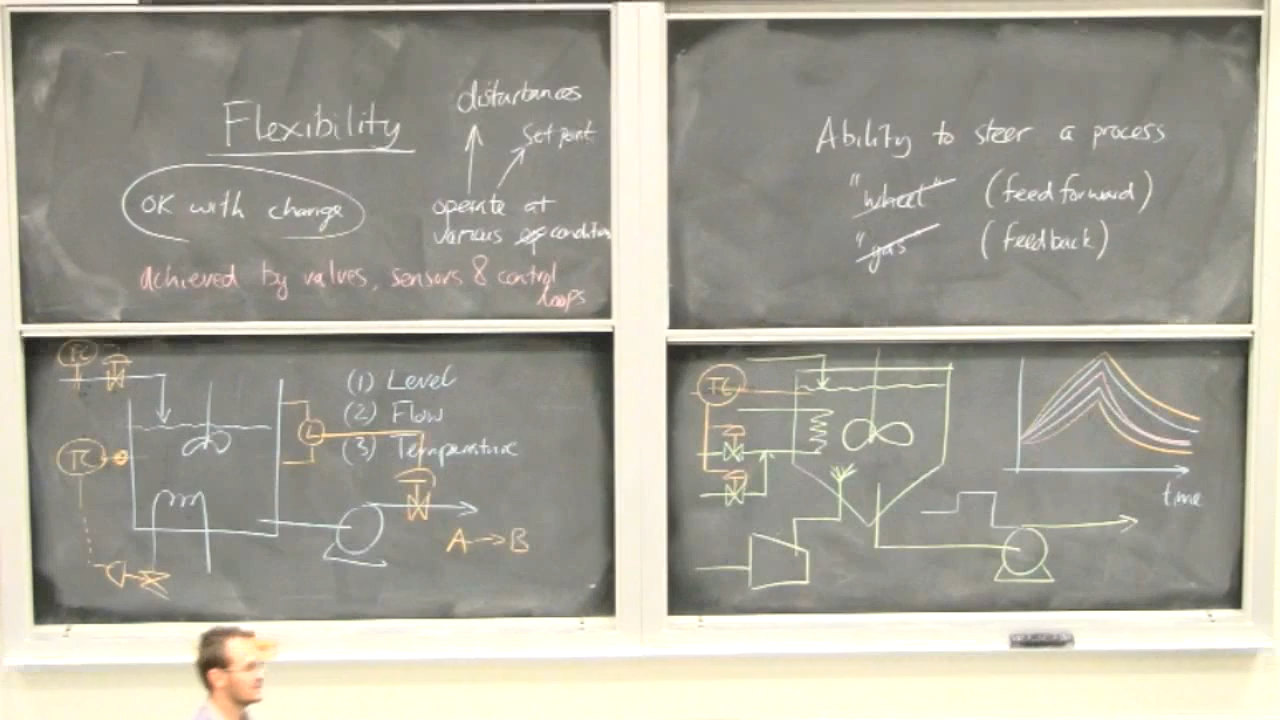 Flexibility
disturbances
set point
OK with change
operate at
various conditions
achieved by valves, sensors & control
loops
Ability to steer a process
"wheel" (feed forward)
"gas" (feedback)
FC
(1) Level
(2) Flow
L
(3) Temperature
TC
A → B
TC
time